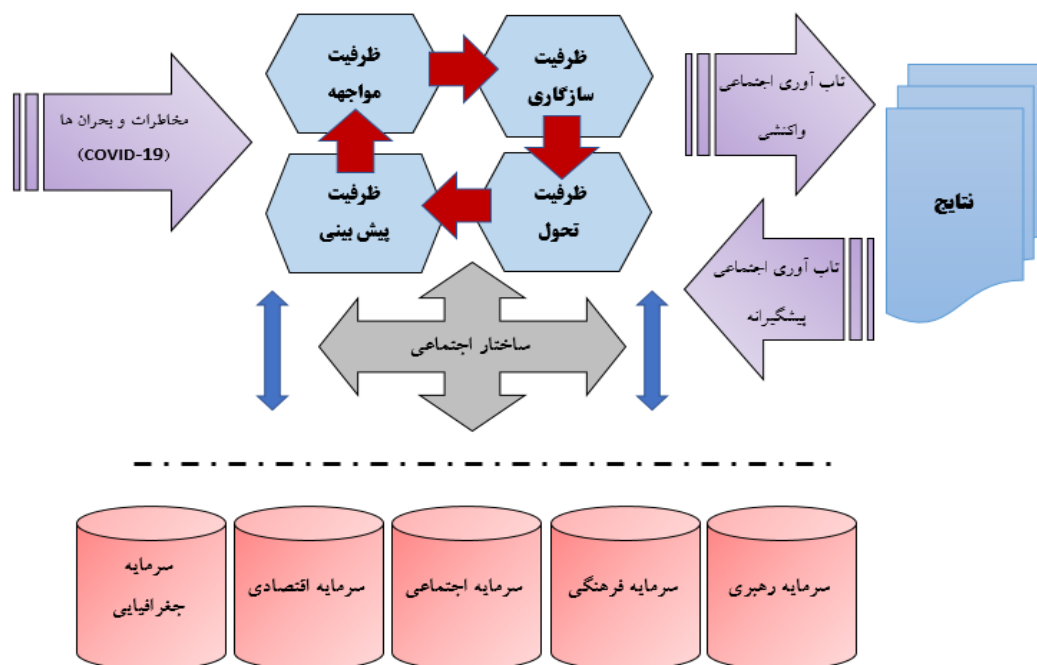 ظرفیت
مواجهه
ظرفیت
سازگاری
ظرفیت
تحول
ظرفیت
پیش بینی
مخاطرات و بحران ها
(COVID-19)
تاب آوری اجتماعی
واکنشی
نتایج
تاب آوری اجتماعی
پیشگیرانه
ساختار اجتماعی
سرمایه
جغرافیایی
سرمایه اقتصادی
سرمایه اجتماعی
سرمایه فرهنگی
سرمایه رهبری